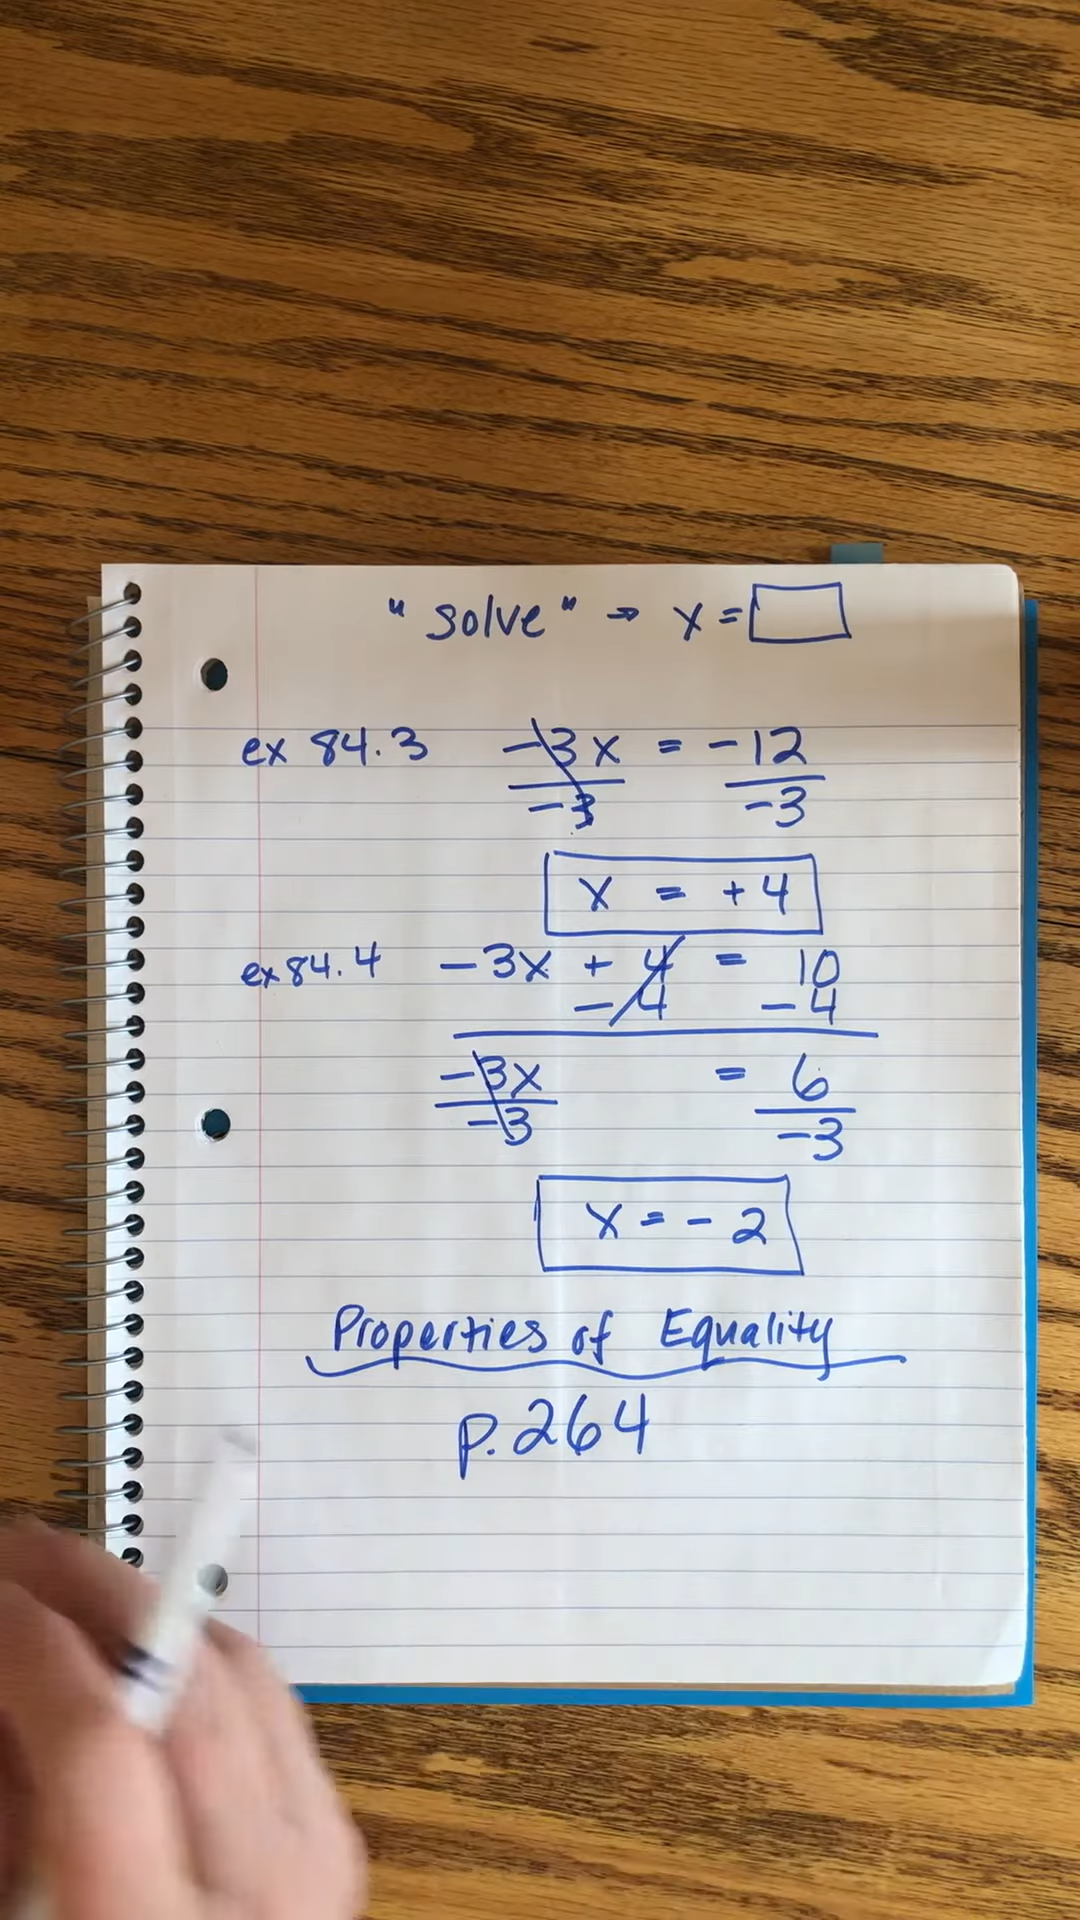 "solve" → x = □
ex 84.3 -3x = -12
-3 -3
x = +4
ex 84.4 -3x + 4 = 10
-4 -4
-3x = 6
-3 -3
x = -2
Properties of Equality
p. 264